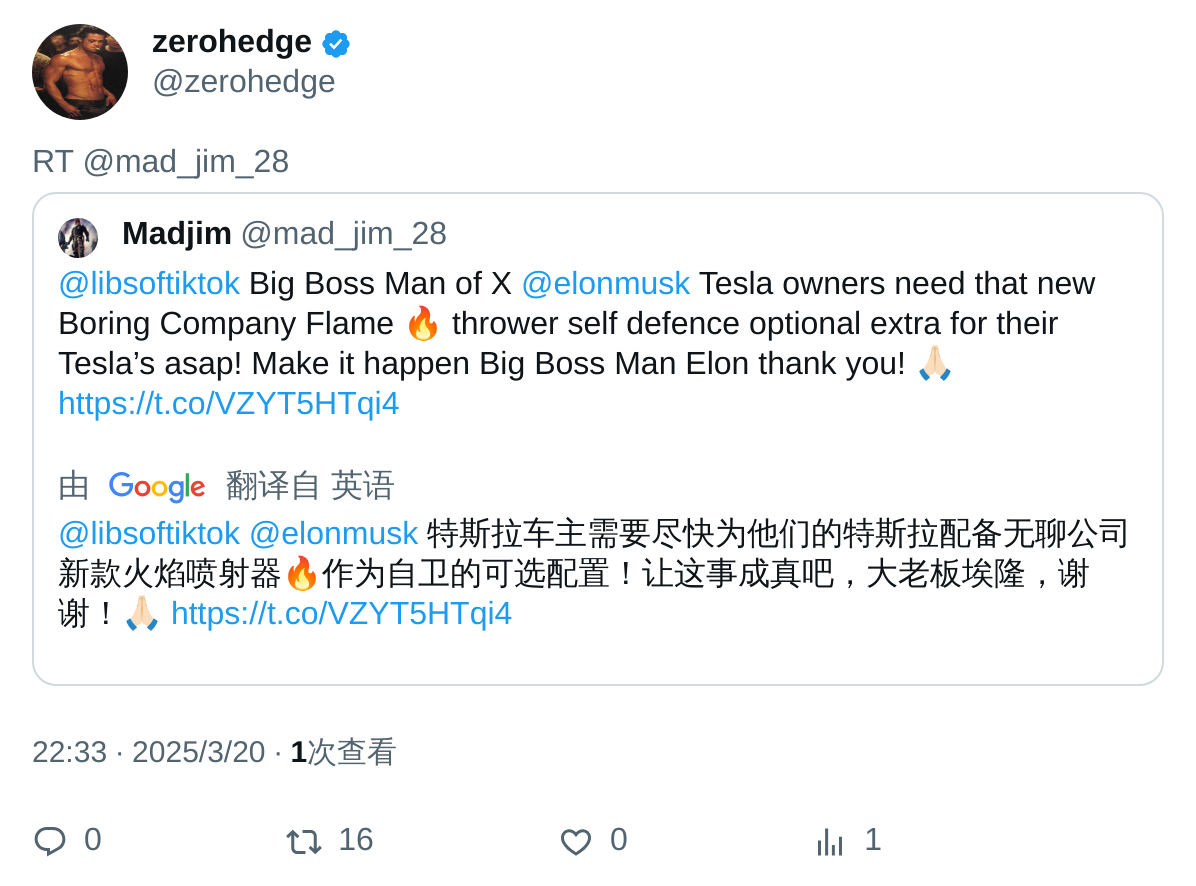 zerohedge
@zerohedge
RT @mad_jim_28
Madjim @mad_jim_28
@libsoftiktok Big Boss Man of X @elonmusk Tesla owners need that new
Boring Company Flame 🔥 thrower self defence optional extra for their
Tesla’s asap! Make it happen Big Boss Man Elon thank you! 🙏🏻
https://t.co/VZYT5HTqi4
由 Google 翻译自 英语
@libsoftiktok @elonmusk 特斯拉车主需要尽快为他们的特斯拉配备无聊公司
新款火焰喷射器🔥作为自卫的可选配置！让这事成真吧，大老板埃隆，谢
谢！🙏🏻 https://t.co/VZYT5HTqi4
22:33 · 2025/3/20 · 1次查看
0 16 0 1